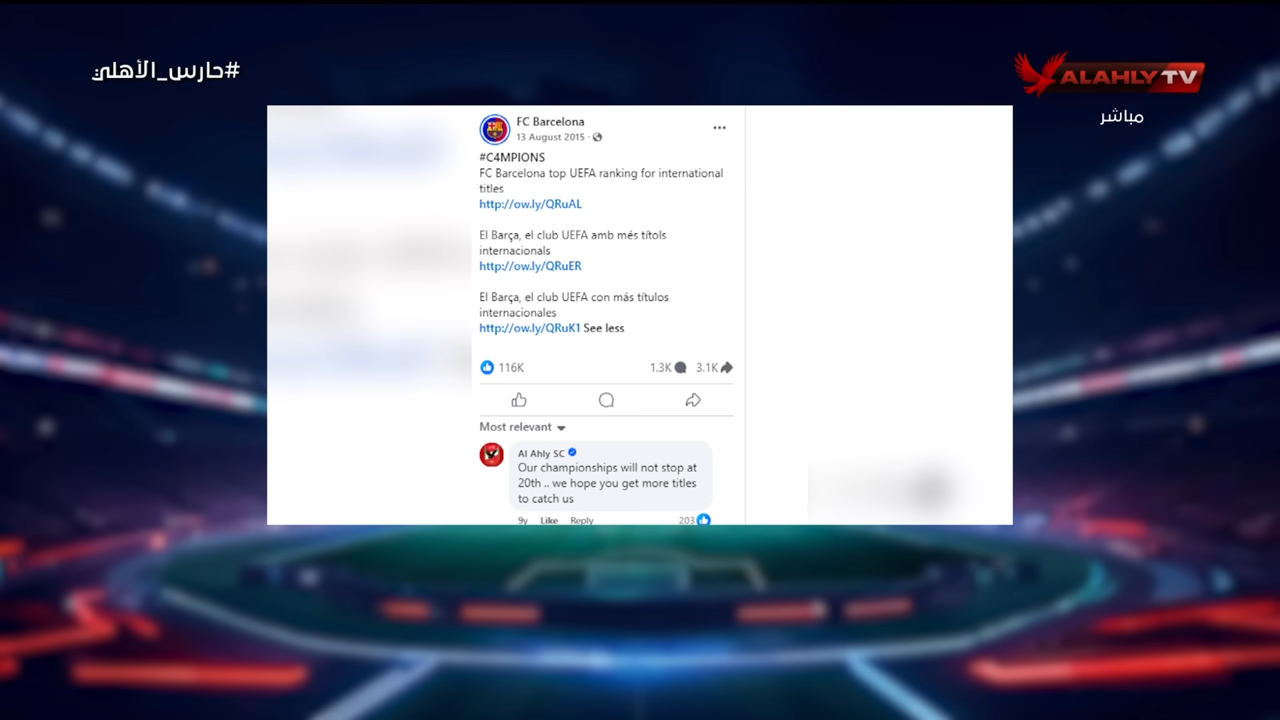 #حارس_الأهلي
ALAHLY TV
مباشر
FC Barcelona
13 August 2015 ·
#C4MPIONS
FC Barcelona top UEFA ranking for international
titles
http://ow.ly/QRuAL
El Barça, el club UEFA amb més títols
internacionals
http://ow.ly/QRuER
El Barça, el club UEFA con más títulos
internacionales
http://ow.ly/QRuK1 See less
116K
1.3K 3.1K
Most relevant
Al Ahly SC
Our championships will not stop at
20th .. we hope you get more titles
to catch us
9y Like Reply 203